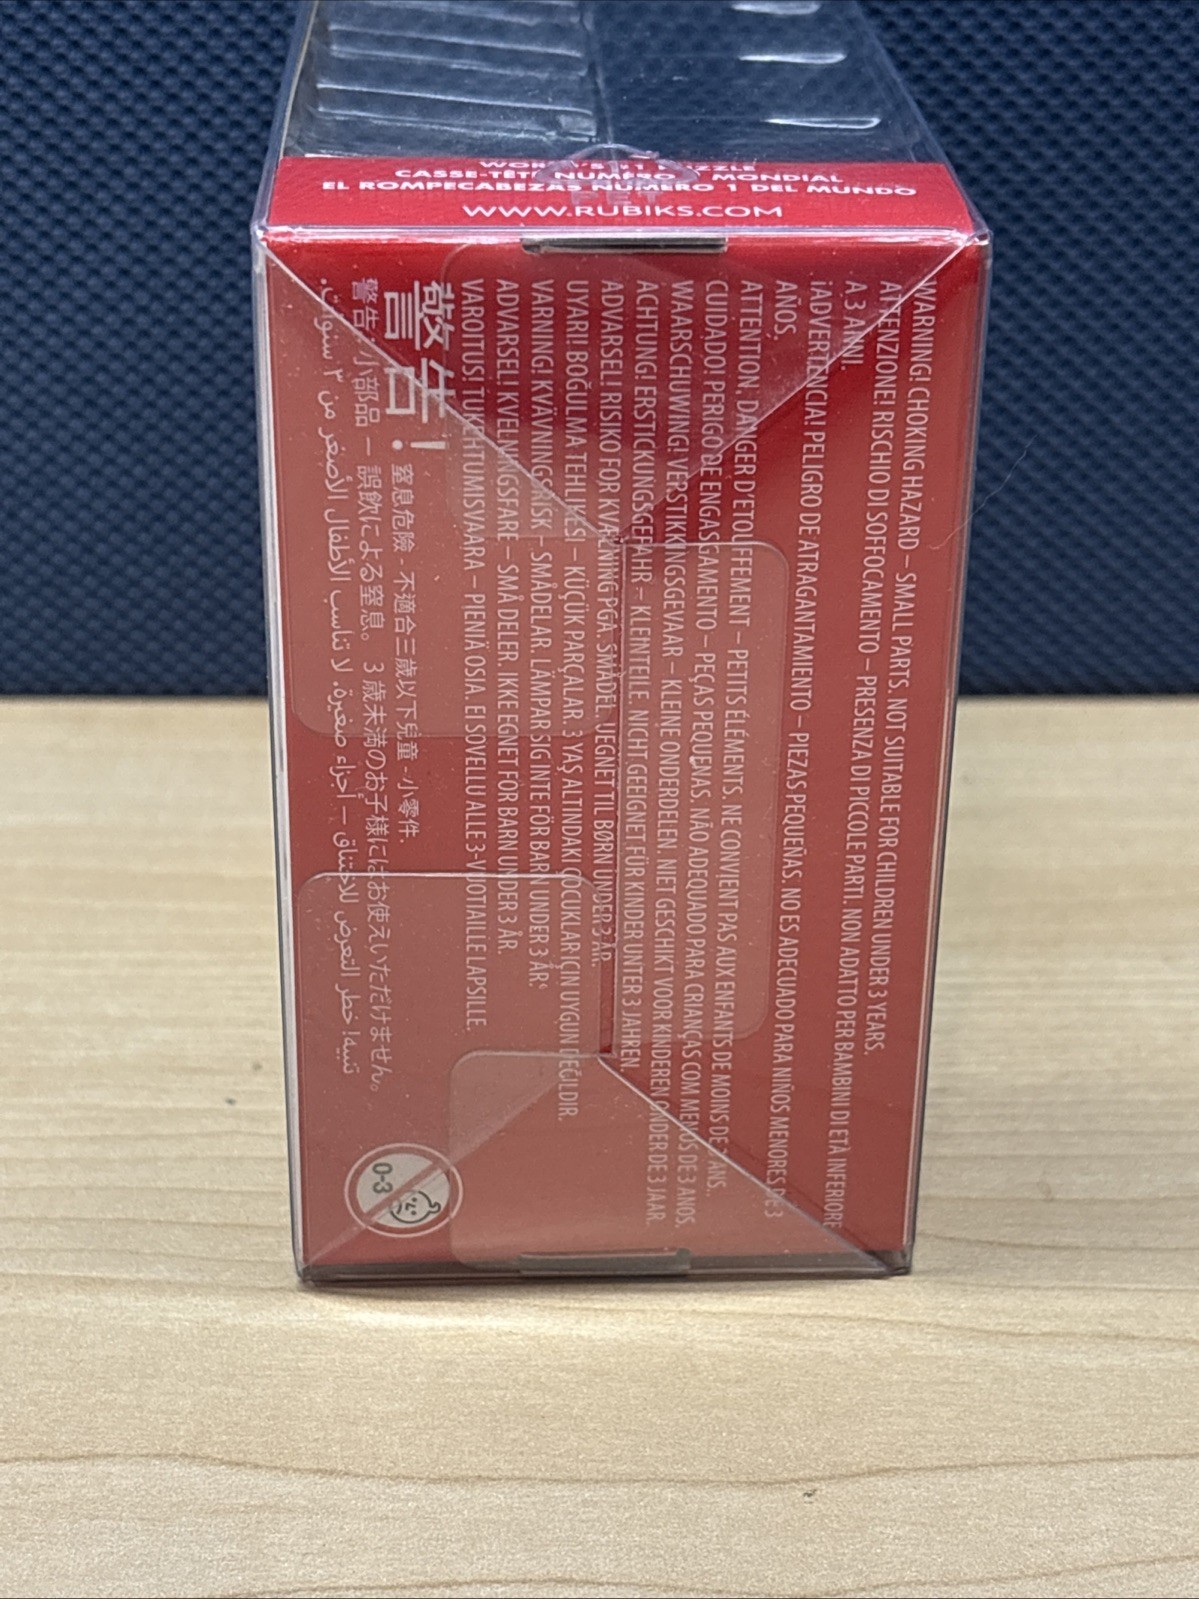 WORLD'S #1 PUZZLE
CASSE-TÊTE NUMÉRO 1 MONDIAL
EL ROMPECABEZAS NÚMERO 1 DEL MUNDO
WWW.RUBIKS.COM
PET
WARNING! CHOKING HAZARD – SMALL PARTS. NOT SUITABLE FOR CHILDREN UNDER 3 YEARS.
ATTENZIONE! RISCHIO DI SOFFOCAMENTO – PRESENZA DI PICCOLE PARTI. NON ADATTO PER BAMBINI DI ETÀ INFERIORE
A 3 ANNI.
¡ADVERTENCIA! PELIGRO DE ATRAGANTAMIENTO – PIEZAS PEQUEÑAS. NO ES ADECUADO PARA NIÑOS MENORES DE 3
AÑOS.
ATTENTION. DANGER D'ETOUFFEMENT – PETITS ÉLÉMENTS. NE CONVIENT PAS AUX ENFANTS DE MOINS DE 3 ANS.
CUIDADO! PERIGO DE ENGASGAMENTO – PEÇAS PEQUENAS. NÃO ADEQUADO PARA CRIANÇAS COM MENOS DE 3 ANOS.
WAARSCHUWING! VERSTIKKINGSGEVAAR – KLEINE ONDERDELEN. NIET GESCHIKT VOOR KINDEREN ONDER DE 3 JAAR.
ACHTUNG! ERSTICKUNGSGEFAHR – KLEINTEILE. NICHT GEEIGNET FÜR KINDER UNTER 3 JAHREN
ADVARSEL! RISIKO FOR KVÆLNING PGA. SMÅDEL. UEGNET TIL BØRN UNDER 3 ÅR.
UYARI! BOĞULMA TEHLIKESI – KÜÇÜK PARÇALAR. 3 YAŞ ALTINDAKI ÇOCUKLAR IÇIN UYGUN DEĞILDIR.
VARNING! KVÄVNINGSRISK – SMÅDELAR. LÄMPAR SIG INTE FÖR BARN UNDER 3 ÅR.
ADVARSEL! KVELNINGSFARE – SMÅ DELER. IKKE EGNET FOR BARN UNDER 3 ÅR.
VAROITUS! TUKEHTUMISVAARA – PIENIÄ OSIA. EI SOVELLU ALLE 3-VUOTIAILLE LAPSILLE.
警告! 窒息危險 - 不適合三歲以下兒童 - 小零件.
警告 – 小部品 – 誤飲による窒息。 3 歳未満のお子様にはお使えいただけません。
تنبيه! خطر التعرض للاختناق – أجزاء صغيرة. لا تناسب الأطفال الأصغر من ٣ سنوات.
0-3